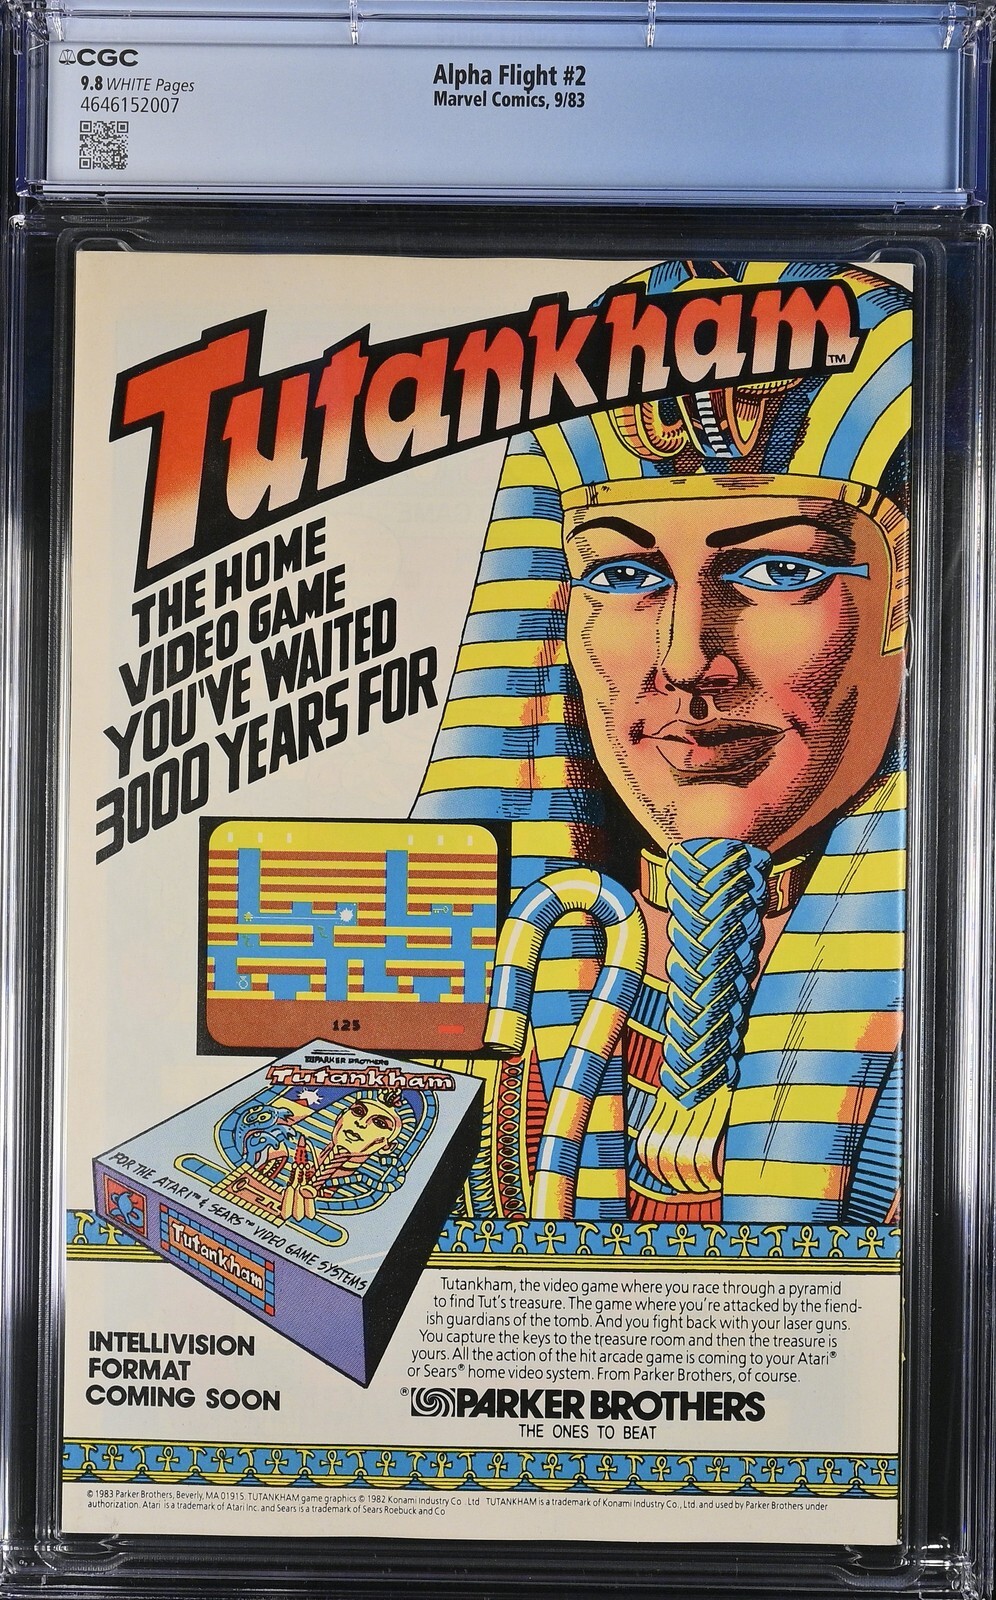 CGC
9.8 WHITE Pages
4646152007
Alpha Flight #2
Marvel Comics, 9/83
Tutankham™
THE HOME
VIDEO GAME
YOU'VE WAITED
3000 YEARS FOR
125
PARKER BROTHERS
Tutankham
FOR THE ATARI™ & SEARS™ VIDEO GAME SYSTEMS
Tutankham
INTELLIVISION
FORMAT
COMING SOON
Tutankham, the video game where you race through a pyramid
to find Tut's treasure. The game where you're attacked by the fiend-
ish guardians of the tomb. And you fight back with your laser guns.
You capture the keys to the treasure room and then the treasure is
yours. All the action of the hit arcade game is coming to your Atari®
or Sears® home video system. From Parker Brothers, of course.
® PARKER BROTHERS
THE ONES TO BEAT
© 1983 Parker Brothers, Beverly, MA 01915. TUTANKHAM game graphics © 1982 Konami Industry Co. Ltd TUTANKHAM is a trademark of Konami Industry Co., Ltd. and used by Parker Brothers under
authorization. Atari is a trademark of Atari Inc. and Sears is a trademark of Sears Roebuck and Co